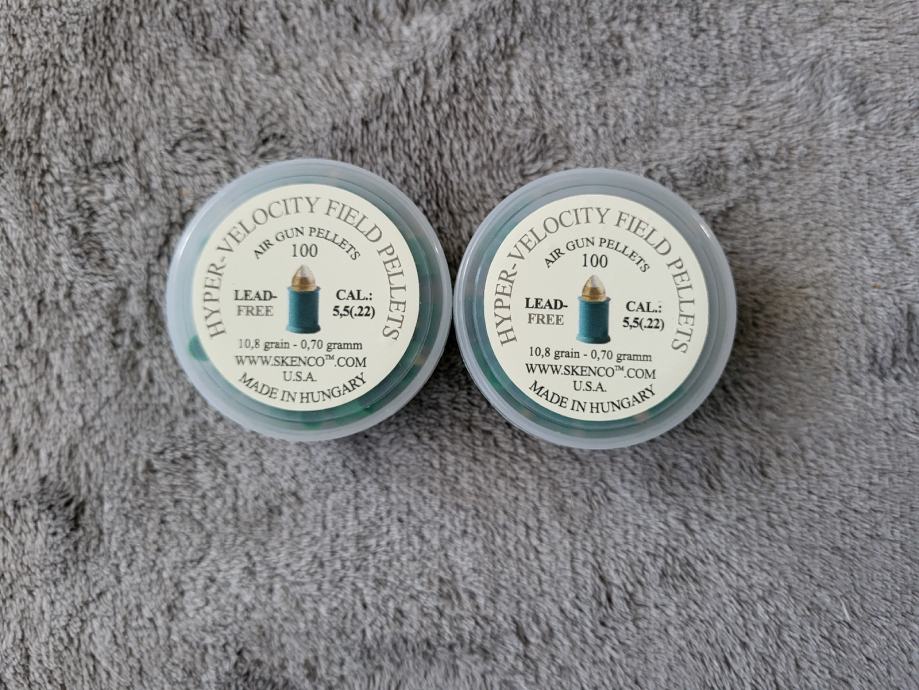 HYPER-VELOCITY FIELD PELLETS
AIR GUN PELLETS
100
LEAD-
FREE
CAL.:
5,5(.22)
10,8 grain - 0,70 gramm
WWW.SKENCO™.COM
U.S.A.
MADE IN HUNGARY
HYPER-VELOCITY FIELD PELLETS
AIR GUN PELLETS
100
LEAD-
FREE
CAL.:
5,5(.22)
10,8 grain - 0,70 gramm
WWW.SKENCO™.COM
U.S.A.
MADE IN HUNGARY